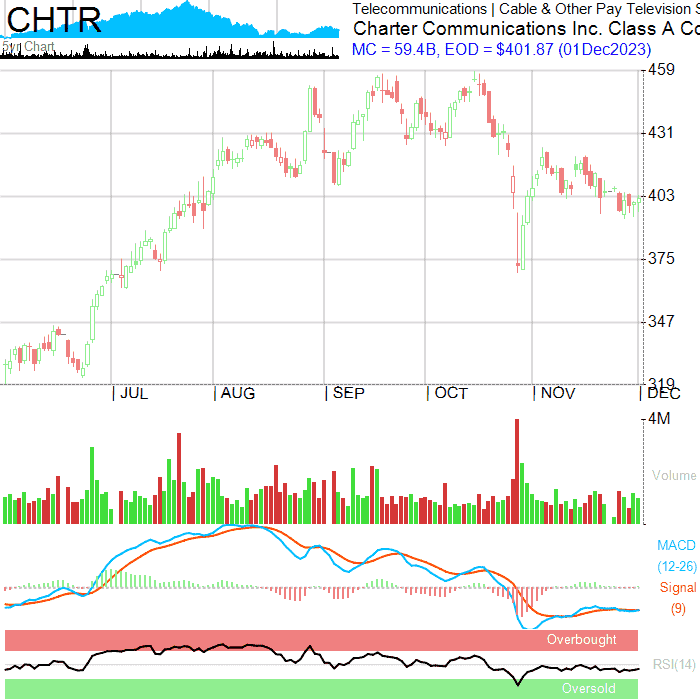 CHTR
5yr Chart
Telecommunications | Cable & Other Pay Television S
Charter Communications Inc. Class A Co
MC = 59.4B, EOD = $401.87 (01Dec2023)
459
431
403
375
347
319
| JUL | AUG | SEP | OCT | NOV | DEC
4M
Volume
MACD
(12-26)
Signal
(9)
Overbought
RSI(14)
Oversold